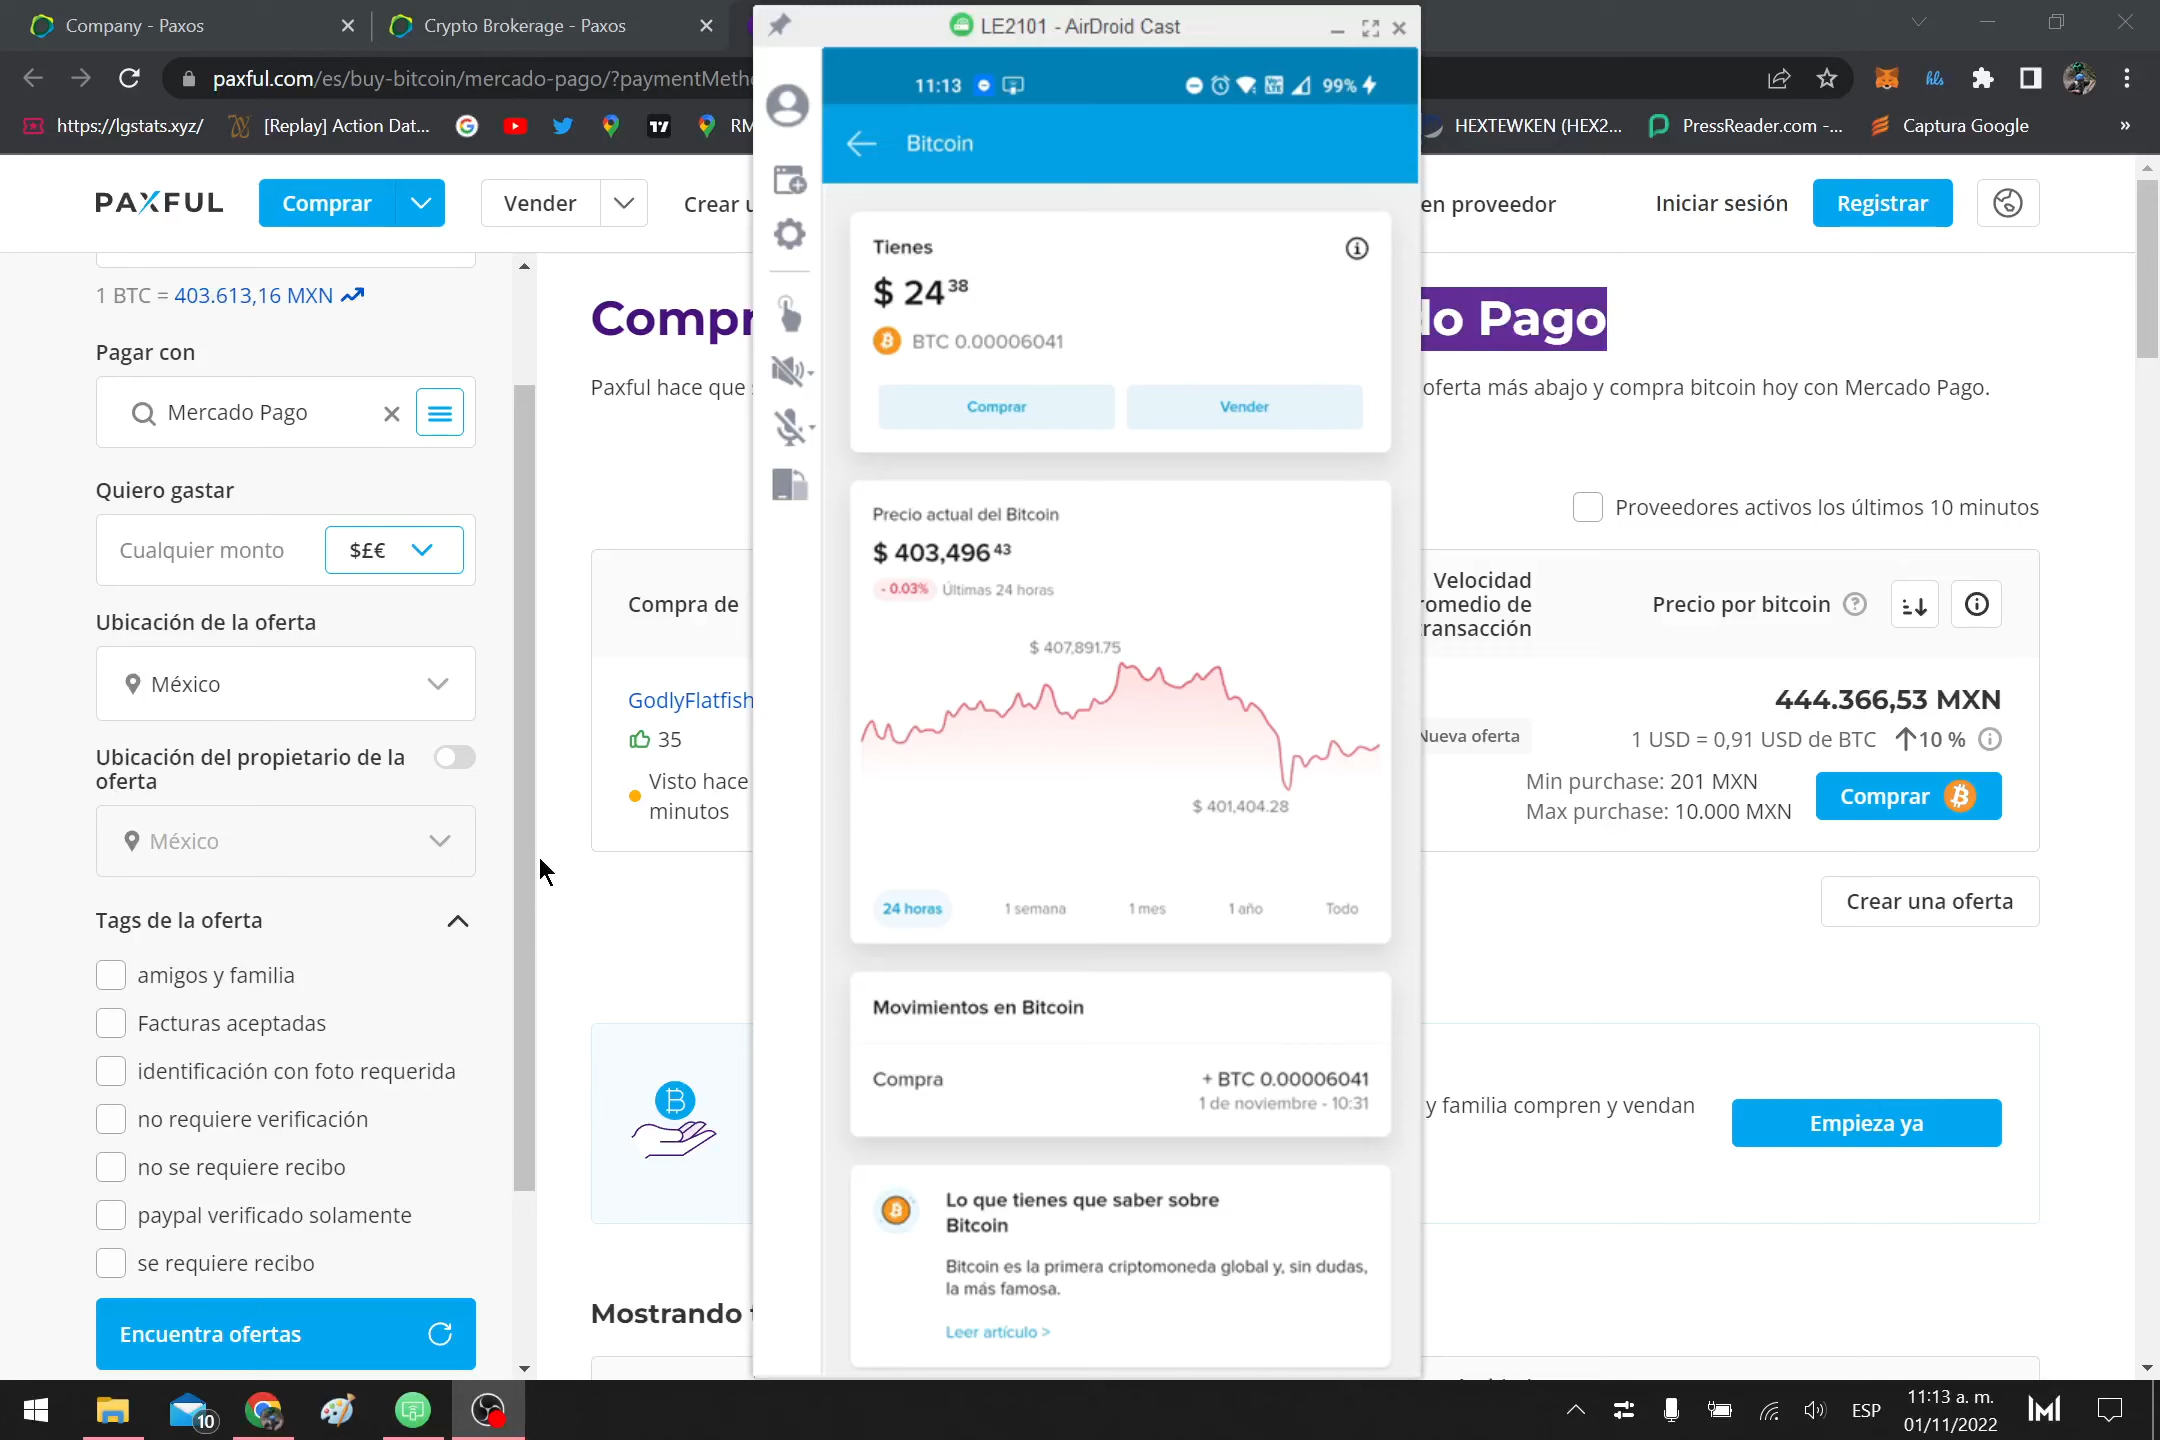 Company - Paxos
Crypto Brokerage - Paxos
LE2101 - AirDroid Cast
paxful.com/es/buy-bitcoin/mercado-pago/?paymentMeth
https://lgstats.xyz/
[Replay] Action Dat...
HEXTEWKEN (HEX2...
PressReader.com -...
Captura Google
»
PAXFUL
Comprar
Vender
Crear
en proveedor
Iniciar sesión
Registrar
1 BTC = 403.613,16 MXN
Pagar con
Mercado Pago
Quiero gastar
Cualquier monto
$£€
Ubicación de la oferta
México
Ubicación del propietario de la
oferta
México
Tags de la oferta
amigos y familia
Facturas aceptadas
identificación con foto requerida
no requiere verificación
no se requiere recibo
paypal verificado solamente
se requiere recibo
Encuentra ofertas
Compr
do Pago
Paxful hace que
oferta más abajo y compra bitcoin hoy con Mercado Pago.
Proveedores activos los últimos 10 minutos
Compra de
Velocidad
romedio de
transacción
Precio por bitcoin
GodlyFlatfish
35
Visto hace
minutos
Nueva oferta
444.366,53 MXN
1 USD = 0,91 USD de BTC
10 %
Min purchase: 201 MXN
Max purchase: 10.000 MXN
Comprar
Crear una oferta
y familia compren y vendan
Empieza ya
Mostrando
11:13
99%
Bitcoin
Tienes
$ 24 38
BTC 0.00006041
Comprar
Vender
Precio actual del Bitcoin
$ 403,496 43
- 0.03%
Últimas 24 horas
$ 407,891.75
$ 401,404.28
24 horas
1 semana
1 mes
1 año
Todo
Movimientos en Bitcoin
Compra
+ BTC 0.00006041
1 de noviembre - 10:31
Lo que tienes que saber sobre
Bitcoin
Bitcoin es la primera criptomoneda global y, sin dudas,
la más famosa.
Leer artículo >
10
ESP
11:13 a. m.
01/11/2022